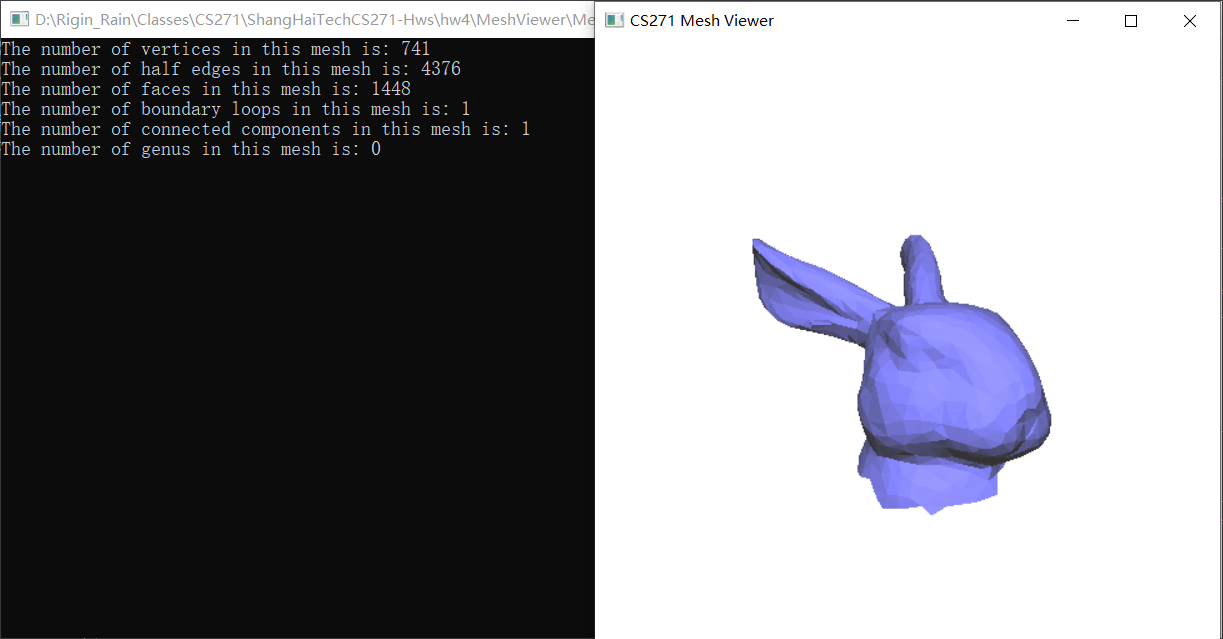 D:\Rigin_Rain\Classes\CS271\ShangHaiTechCS271-Hws\hw4\MeshViewer\Me
CS271 Mesh Viewer
The number of vertices in this mesh is: 741
The number of half edges in this mesh is: 4376
The number of faces in this mesh is: 1448
The number of boundary loops in this mesh is: 1
The number of connected components in this mesh is: 1
The number of genus in this mesh is: 0